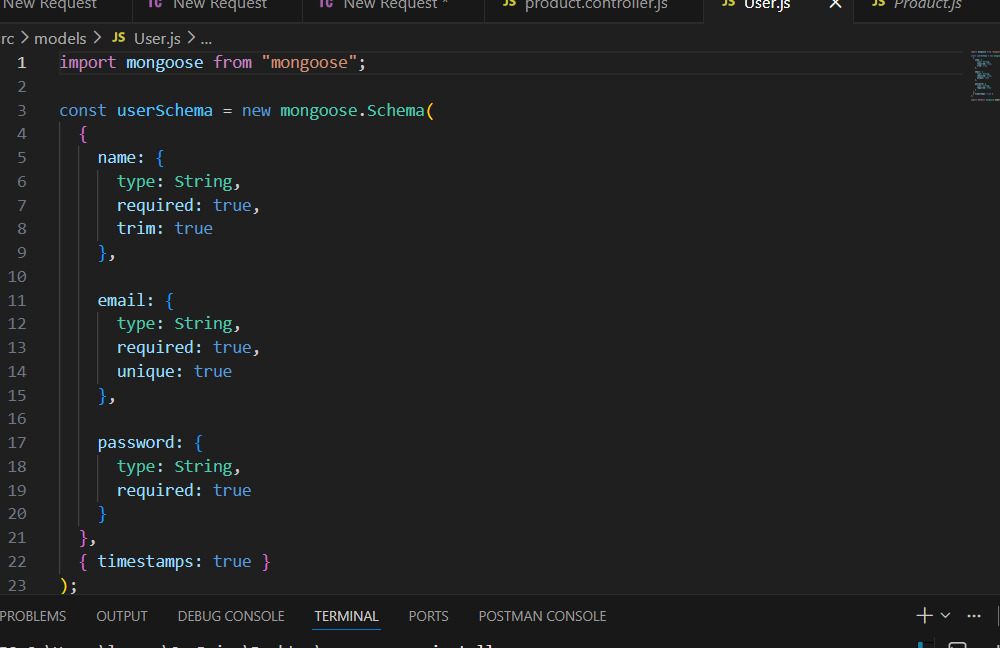 New Request TC New Request TC New Request JS product.controller.js JS User.js JS Product.js
rc > models > JS User.js > ...
1 import mongoose from "mongoose";
2
3 const userSchema = new mongoose.Schema(
4 {
5 name: {
6 type: String,
7 required: true,
8 trim: true
9 },
10
11 email: {
12 type: String,
13 required: true,
14 unique: true
15 },
16
17 password: {
18 type: String,
19 required: true
20 }
21 },
22 { timestamps: true }
23 );
PROBLEMS OUTPUT DEBUG CONSOLE TERMINAL PORTS POSTMAN CONSOLE